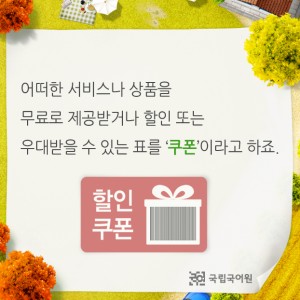 어떠한 서비스나 상품을
무료로 제공받거나 할인 또는
우대받을 수 있는 표를 ‘쿠폰’이라고 하죠.
할인
쿠폰
국립국어원